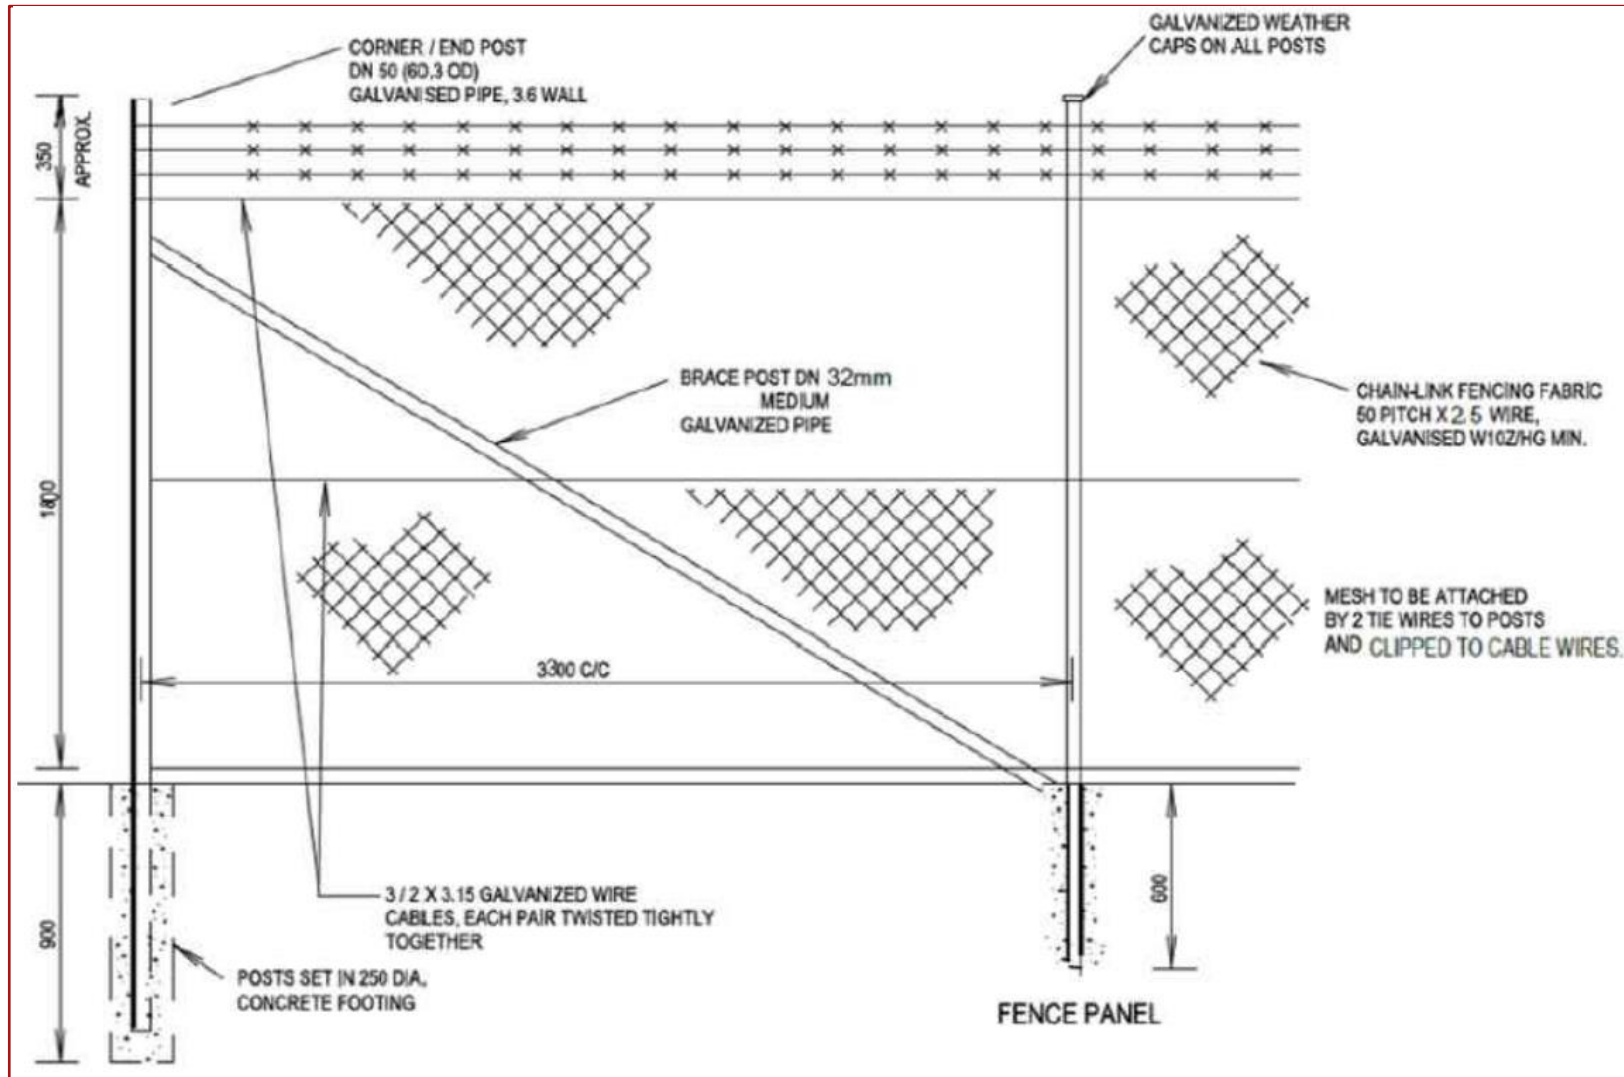 GALVANIZED WEATHER
CAPS ON ALL POSTS
CORNER / END POST
DN 50 (60.3 OD)
GALVANISED PIPE, 3.6 WALL
350
APPROX.
BRACE POST DN 32mm
MEDIUM
GALVANIZED PIPE
CHAIN-LINK FENCING FABRIC
50 PITCH X 2.5 WIRE,
GALVANISED W10Z/HG MIN.
1800
MESH TO BE ATTACHED
BY 2 TIE WIRES TO POSTS
AND CLIPPED TO CABLE WIRES.
3300 C/C
3 / 2 X 3.15 GALVANIZED WIRE
CABLES, EACH PAIR TWISTED TIGHTLY
TOGETHER
600
900
POSTS SET IN 250 DIA,
CONCRETE FOOTING
FENCE PANEL